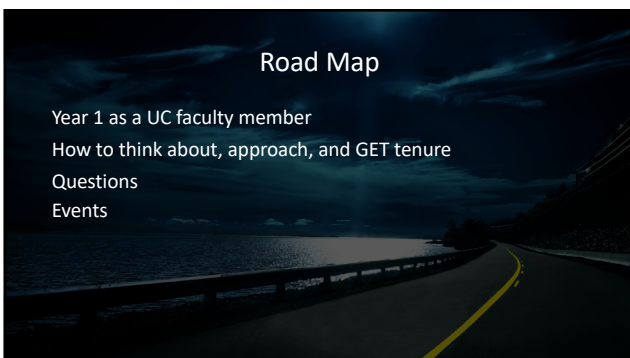 Road Map
Year 1 as a UC faculty member
How to think about, approach, and GET tenure
Questions
Events